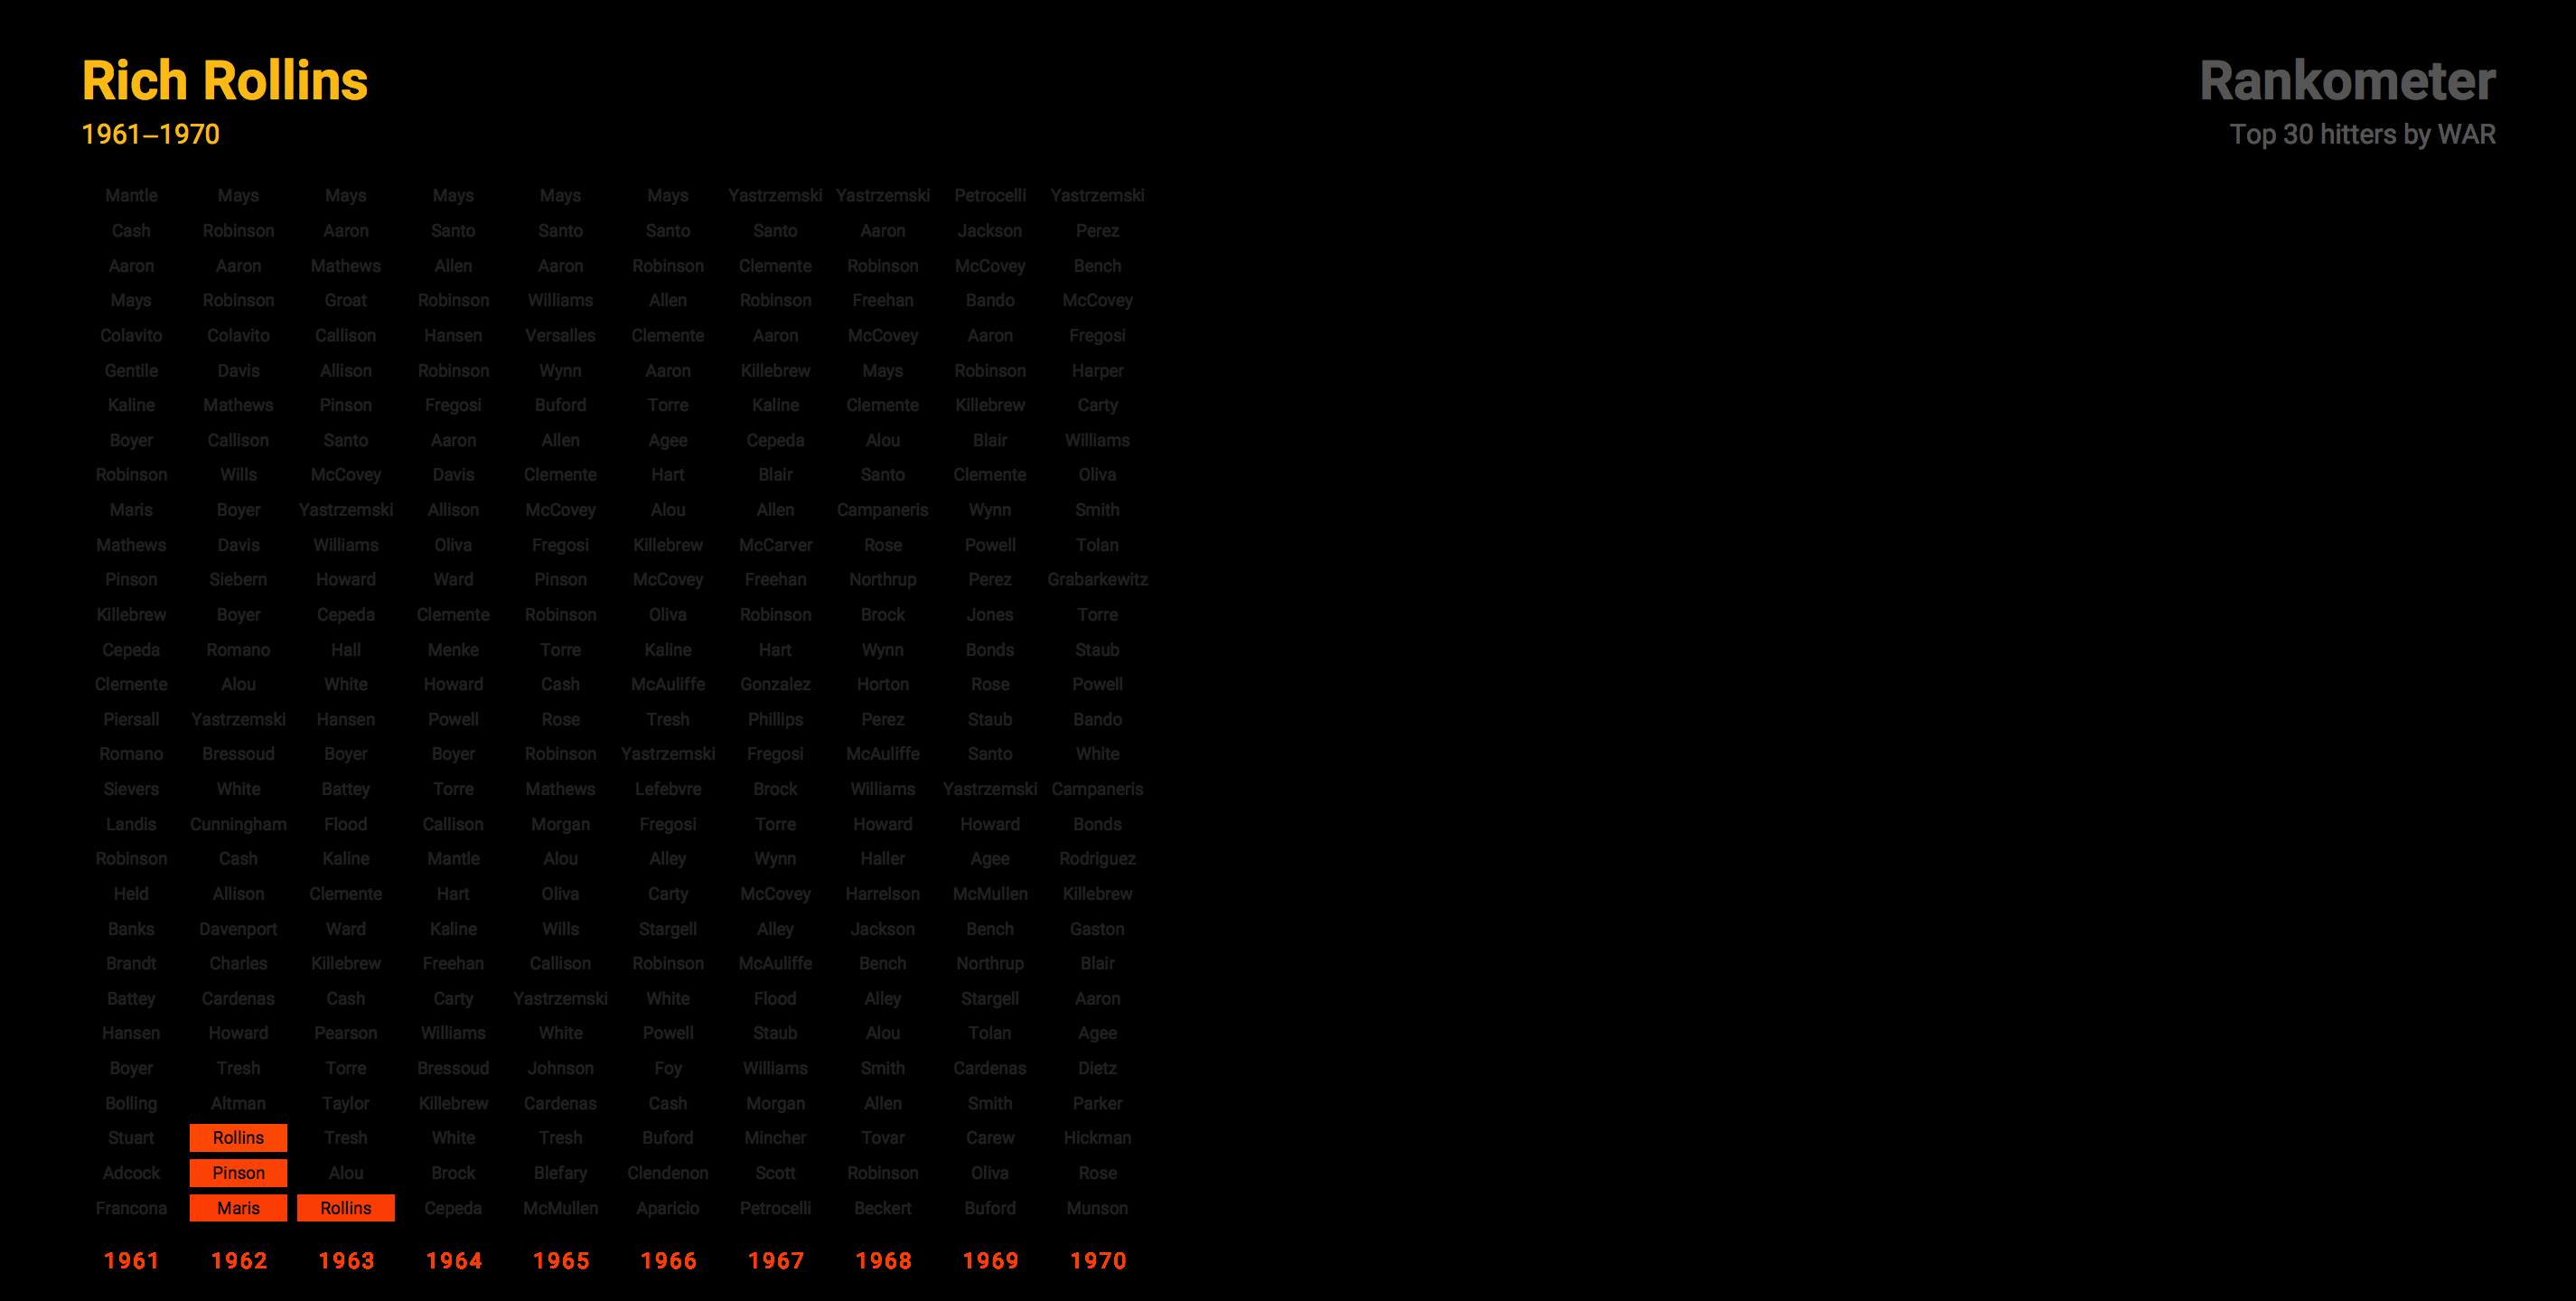 Rich Rollins
1961–1970
Rankometer
Top 30 hitters by WAR
Mantle Mays Mays Mays Mays Mays Yastrzemski Yastrzemski Petrocelli Yastrzemski
Cash Robinson Aaron Santo Santo Santo Santo Aaron Jackson Perez
Aaron Aaron Mathews Allen Aaron Robinson Clemente Robinson McCovey Bench
Mays Robinson Groat Robinson Williams Allen Robinson Freehan Bando McCovey
Colavito Colavito Callison Hansen Versalles Clemente Aaron McCovey Aaron Fregosi
Gentile Davis Allison Robinson Wynn Aaron Killebrew Mays Robinson Harper
Kaline Mathews Pinson Fregosi Buford Torre Kaline Clemente Killebrew Carty
Boyer Callison Santo Aaron Allen Agee Cepeda Alou Blair Williams
Robinson Wills McCovey Davis Clemente Hart Blair Santo Clemente Oliva
Maris Boyer Yastrzemski Allison McCovey Alou Allen Campaneris Wynn Smith
Mathews Davis Williams Oliva Fregosi Killebrew McCarver Rose Powell Tolan
Pinson Siebern Howard Ward Pinson McCovey Freehan Northrup Perez Grabarkewitz
Killebrew Boyer Cepeda Clemente Robinson Oliva Robinson Brock Jones Torre
Cepeda Romano Hall Menke Torre Kaline Hart Wynn Bonds Staub
Clemente Alou White Howard Cash McAuliffe Gonzalez Horton Rose Powell
Piersall Yastrzemski Hansen Powell Rose Tresh Phillips Perez Staub Bando
Romano Bressoud Boyer Boyer Robinson Yastrzemski Fregosi McAuliffe Santo White
Sievers White Battey Torre Mathews Lefebvre Brock Williams Yastrzemski Campaneris
Landis Cunningham Flood Callison Morgan Fregosi Torre Howard Howard Bonds
Robinson Cash Kaline Mantle Alou Alley Wynn Haller Agee Rodriguez
Held Allison Clemente Hart Oliva Carty McCovey Harrelson McMullen Killebrew
Banks Davenport Ward Kaline Wills Stargell Alley Jackson Bench Gaston
Brandt Charles Killebrew Freehan Callison Robinson McAuliffe Bench Northrup Blair
Battey Cardenas Cash Carty Yastrzemski White Flood Alley Stargell Aaron
Hansen Howard Pearson Williams White Powell Staub Alou Tolan Agee
Boyer Tresh Torre Bressoud Johnson Foy Williams Smith Cardenas Dietz
Bolling Altman Taylor Killebrew Cardenas Cash Morgan Allen Smith Parker
Stuart Rollins Tresh White Tresh Buford Mincher Tovar Carew Hickman
Adcock Pinson Alou Brock Blefary Clendenon Scott Robinson Oliva Rose
Francona Maris Rollins Cepeda McMullen Aparicio Petrocelli Beckert Buford Munson
1961 1962 1963 1964 1965 1966 1967 1968 1969 1970